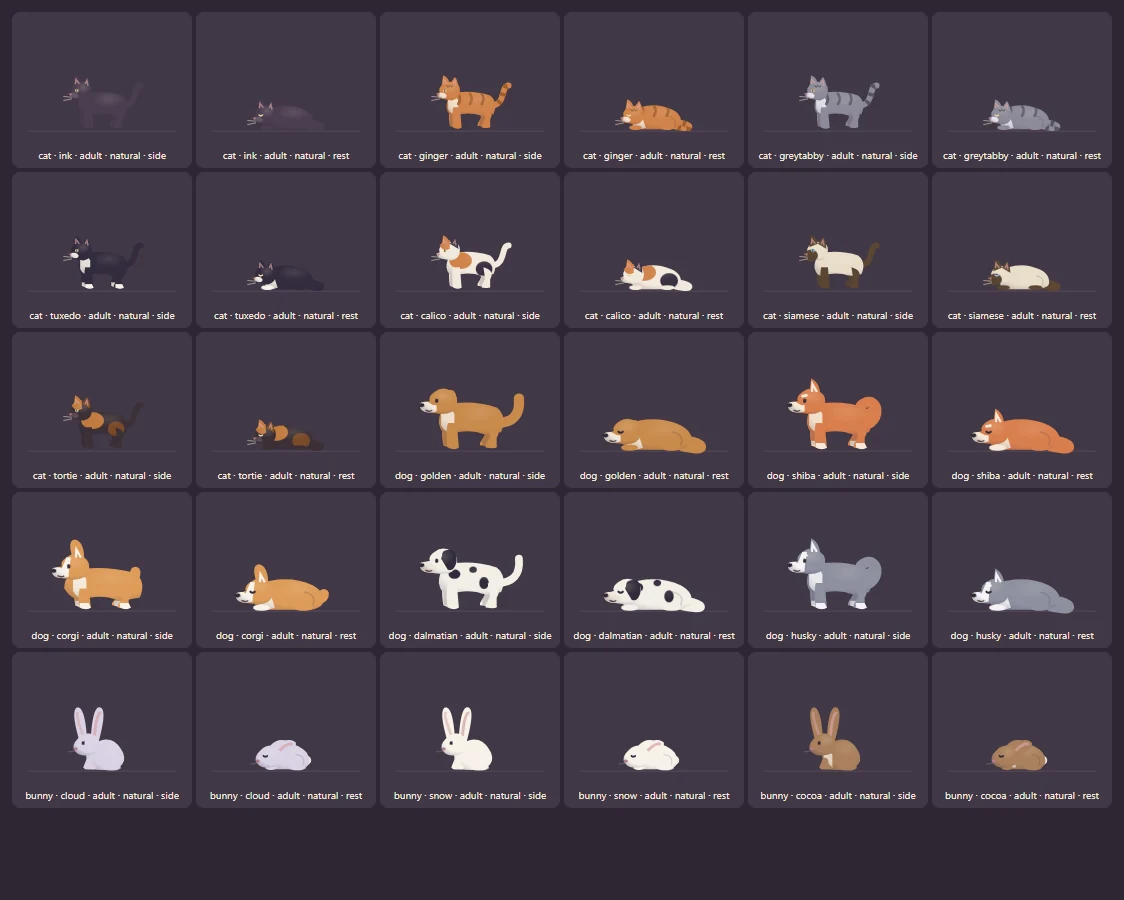 cat · ink · adult · natural · side
cat · ink · adult · natural · rest
cat · ginger · adult · natural · side
cat · ginger · adult · natural · rest
cat · greytabby · adult · natural · side
cat · greytabby · adult · natural · rest
cat · tuxedo · adult · natural · side
cat · tuxedo · adult · natural · rest
cat · calico · adult · natural · side
cat · calico · adult · natural · rest
cat · siamese · adult · natural · side
cat · siamese · adult · natural · rest
cat · tortie · adult · natural · side
cat · tortie · adult · natural · rest
dog · golden · adult · natural · side
dog · golden · adult · natural · rest
dog · shiba · adult · natural · side
dog · shiba · adult · natural · rest
dog · corgi · adult · natural · side
dog · corgi · adult · natural · rest
dog · dalmatian · adult · natural · side
dog · dalmatian · adult · natural · rest
dog · husky · adult · natural · side
dog · husky · adult · natural · rest
bunny · cloud · adult · natural · side
bunny · cloud · adult · natural · rest
bunny · snow · adult · natural · side
bunny · snow · adult · natural · rest
bunny · cocoa · adult · natural · side
bunny · cocoa · adult · natural · rest